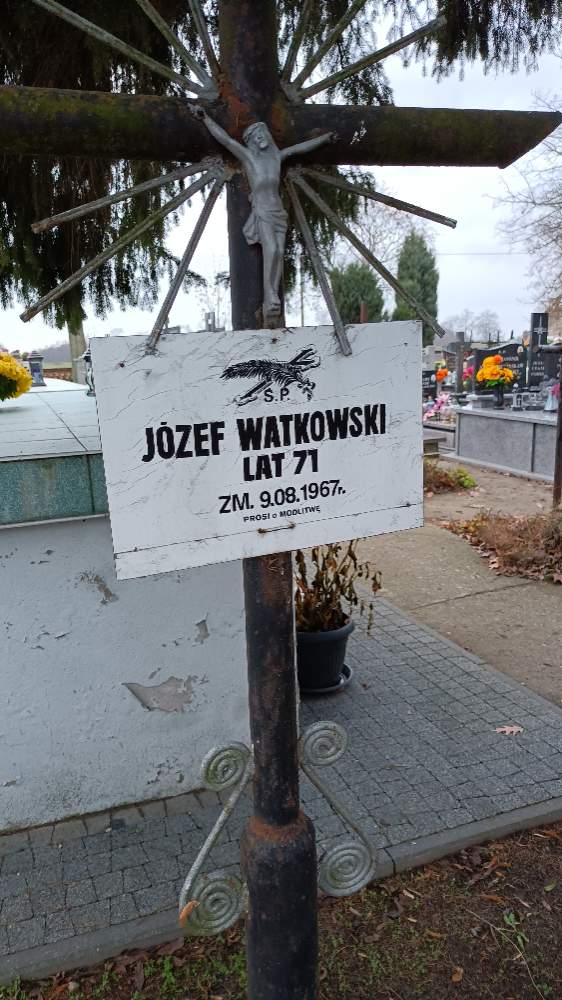 Ś.P.
JÓZEF WATKOWSKI
LAT 71
ZM. 9.08.1967r.
PROSI o MODLITWĘ